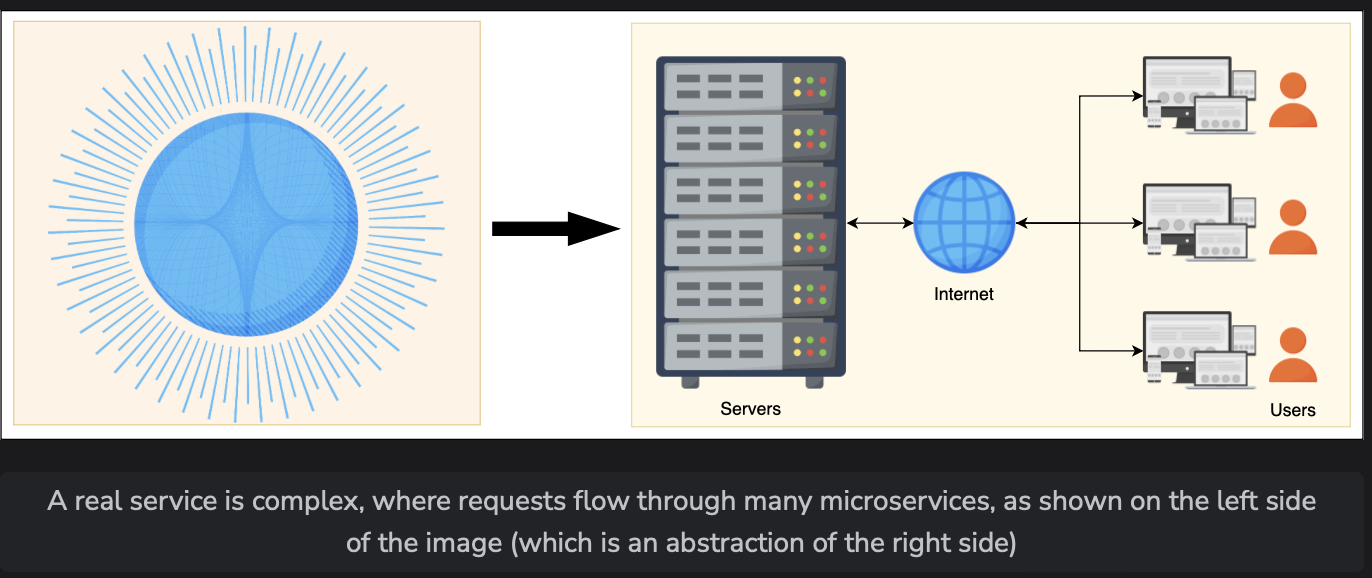 Internet
Servers
Users
A real service is complex, where requests flow through many microservices, as shown on the left side
of the image (which is an abstraction of the right side)